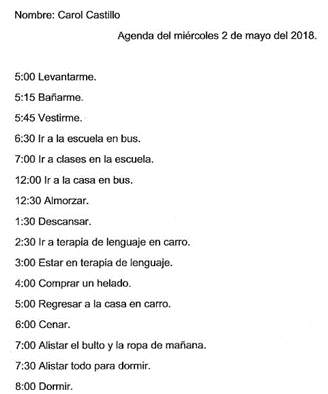 Nombre: Carol Castillo
Agenda del miércoles 2 de mayo del 2018.
5:00 Levantarme.
5:15 Bañarme.
5:45 Vestirme.
6:30 Ir a la escuela en bus.
7:00 Ir a clases en la escuela.
12:00 Ir a la casa en bus.
12:30 Almorzar.
1:30 Descansar.
2:30 Ir a terapia de lenguaje en carro.
3:00 Estar en terapia de lenguaje.
4:00 Comprar un helado.
5:00 Regresar a la casa en carro.
6:00 Cenar.
7:00 Alistar el bulto y la ropa de mañana.
7:30 Alistar todo para dormir.
8:00 Dormir.